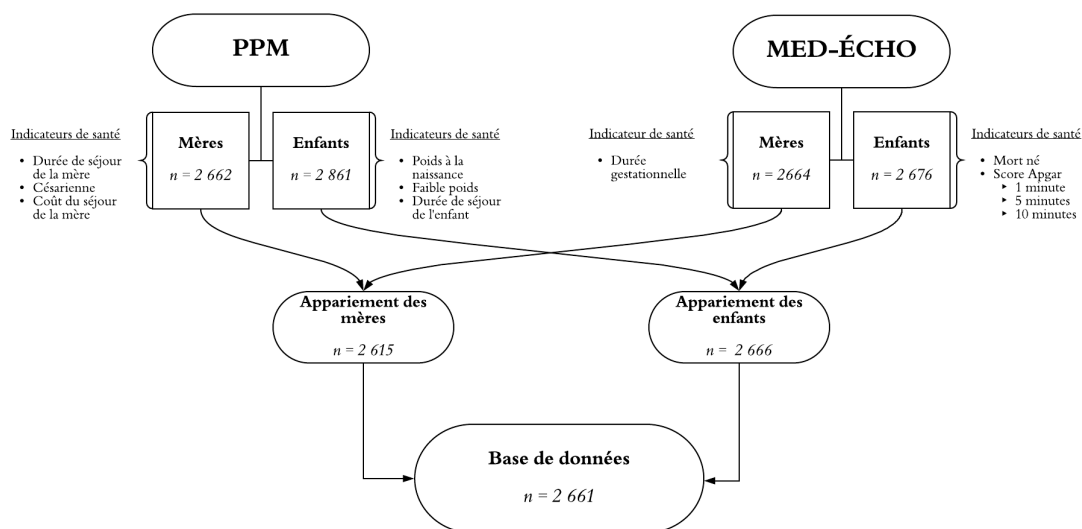 PPM
MED-ÉCHO
Indicateurs de santé
• Durée de séjour
de la mère
• Césarienne
• Coût du séjour
de la mère
Mères
n = 2 662
Enfants
n = 2 861
Indicateurs de santé
• Poids à la
naissance
• Faible poids
• Durée de séjour
de l'enfant
Indicateur de santé
• Durée
gestationnelle
Mères
n = 2664
Enfants
n = 2 676
Indicateurs de santé
• Mort né
• Score Apgar
‣ 1 minute
‣ 5 minutes
‣ 10 minutes
Appariement des
mères
n = 2 615
Appariement des
enfants
n = 2 666
Base de données
n = 2 661